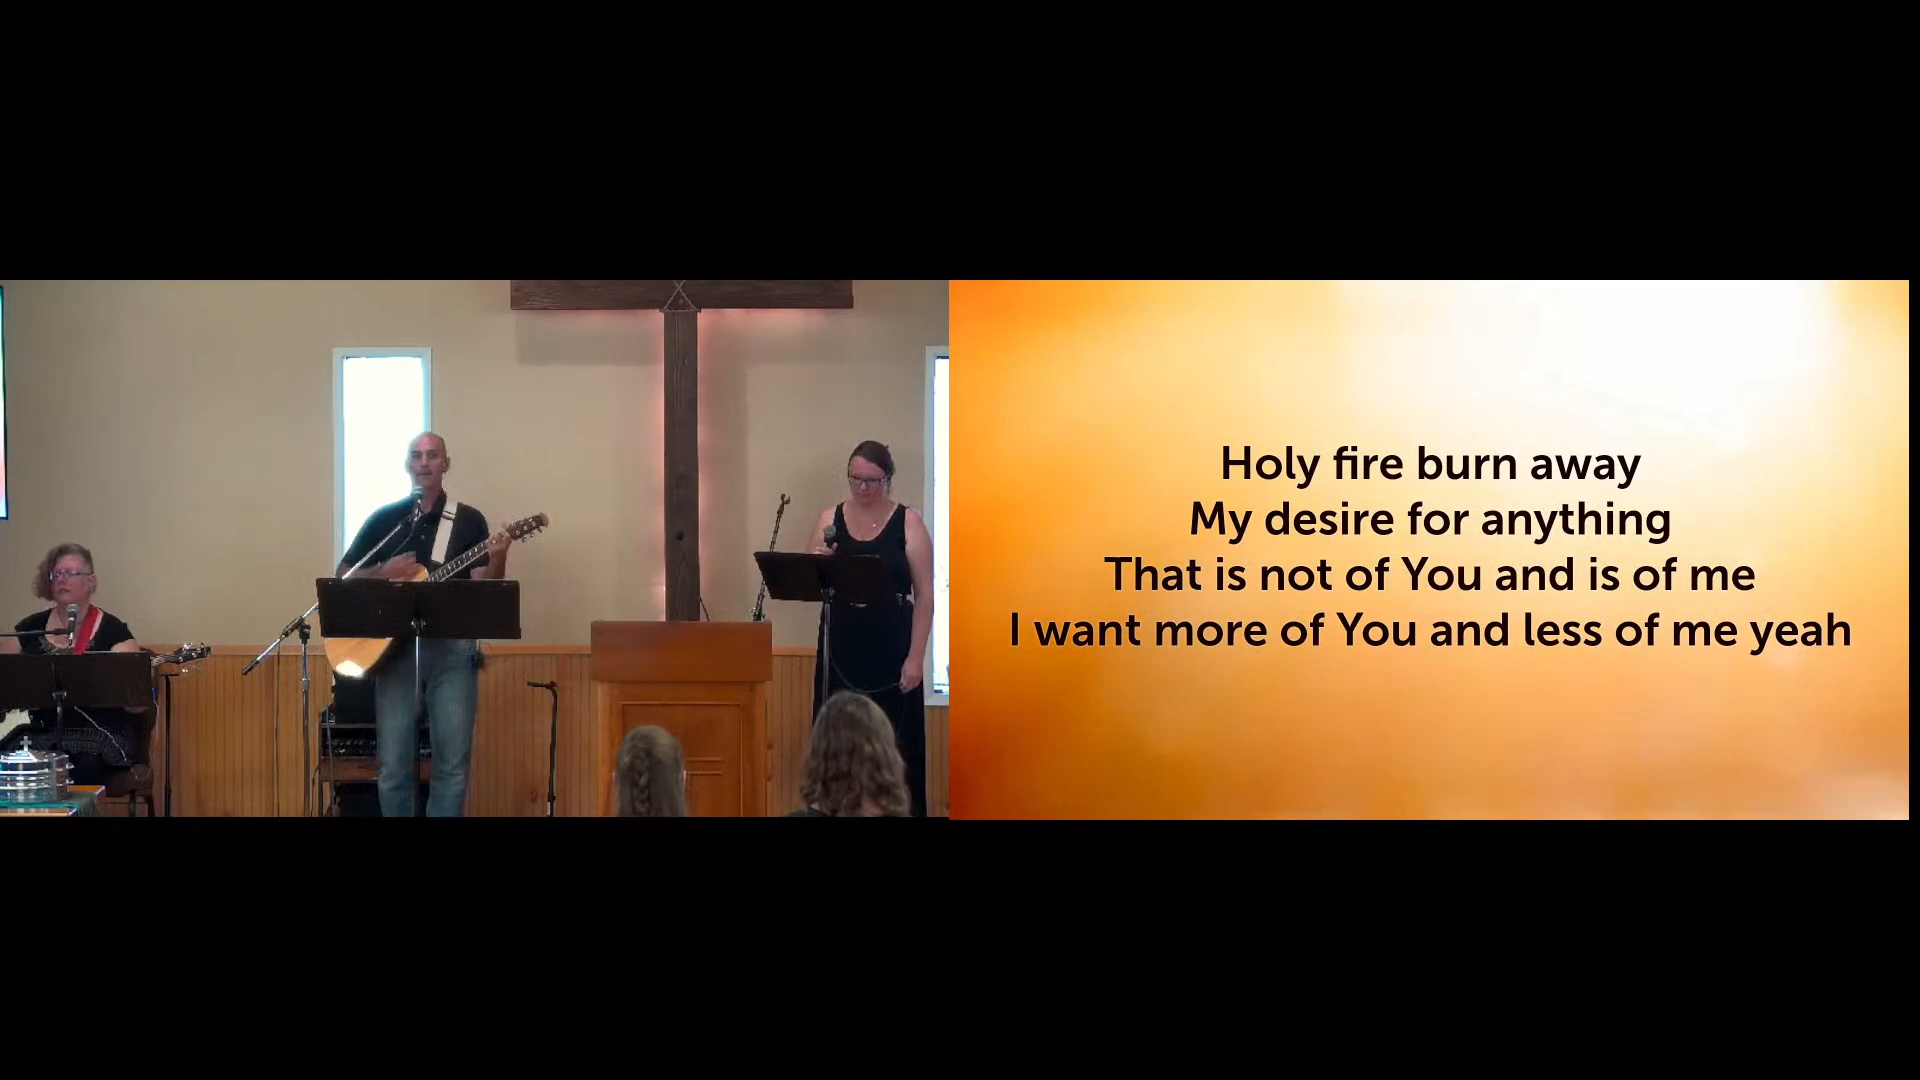 Holy fire burn away
My desire for anything
That is not of You and is of me
I want more of You and less of me yeah